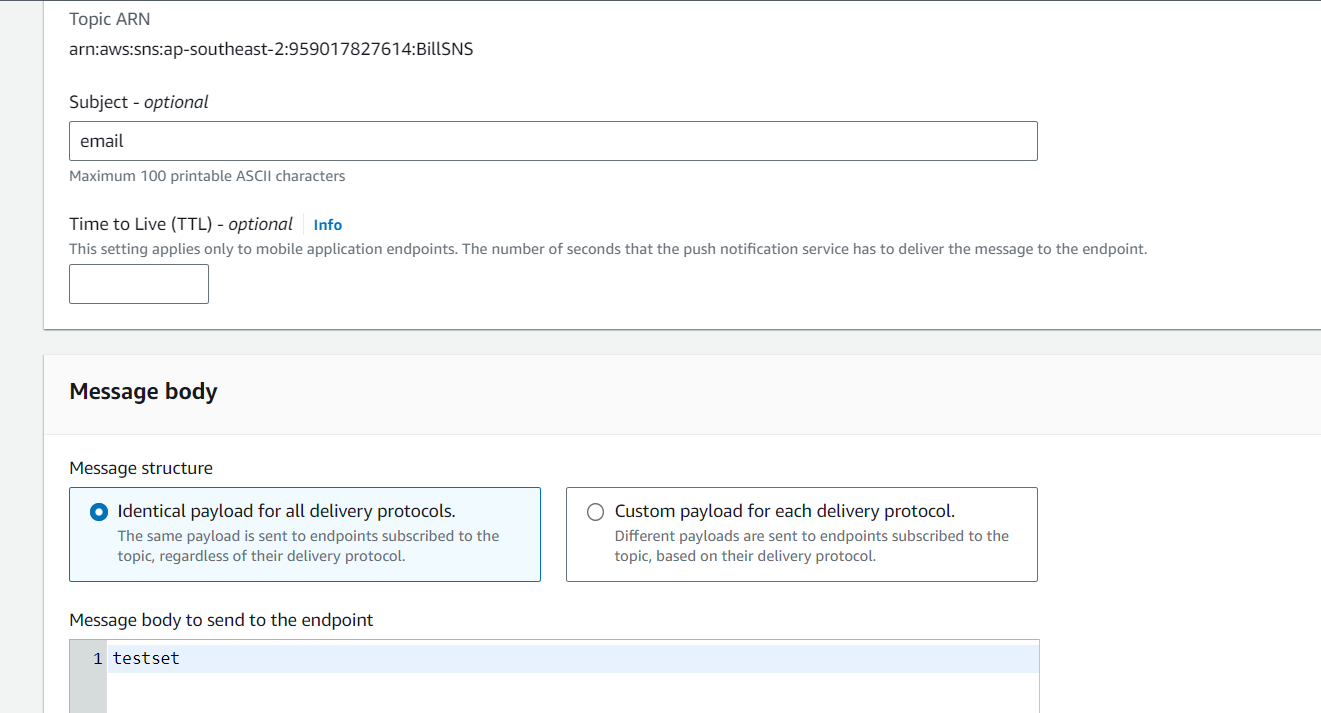 Topic ARN
arn:aws:sns:ap-southeast-2:959017827614:BillSNS
Subject - optional
email
Maximum 100 printable ASCII characters
Time to Live (TTL) - optional Info
This setting applies only to mobile application endpoints. The number of seconds that the push notification service has to deliver the message to the endpoint.
Message body
Message structure
Identical payload for all delivery protocols.
The same payload is sent to endpoints subscribed to the
topic, regardless of their delivery protocol.
Custom payload for each delivery protocol.
Different payloads are sent to endpoints subscribed to the
topic, based on their delivery protocol.
Message body to send to the endpoint
1 testset